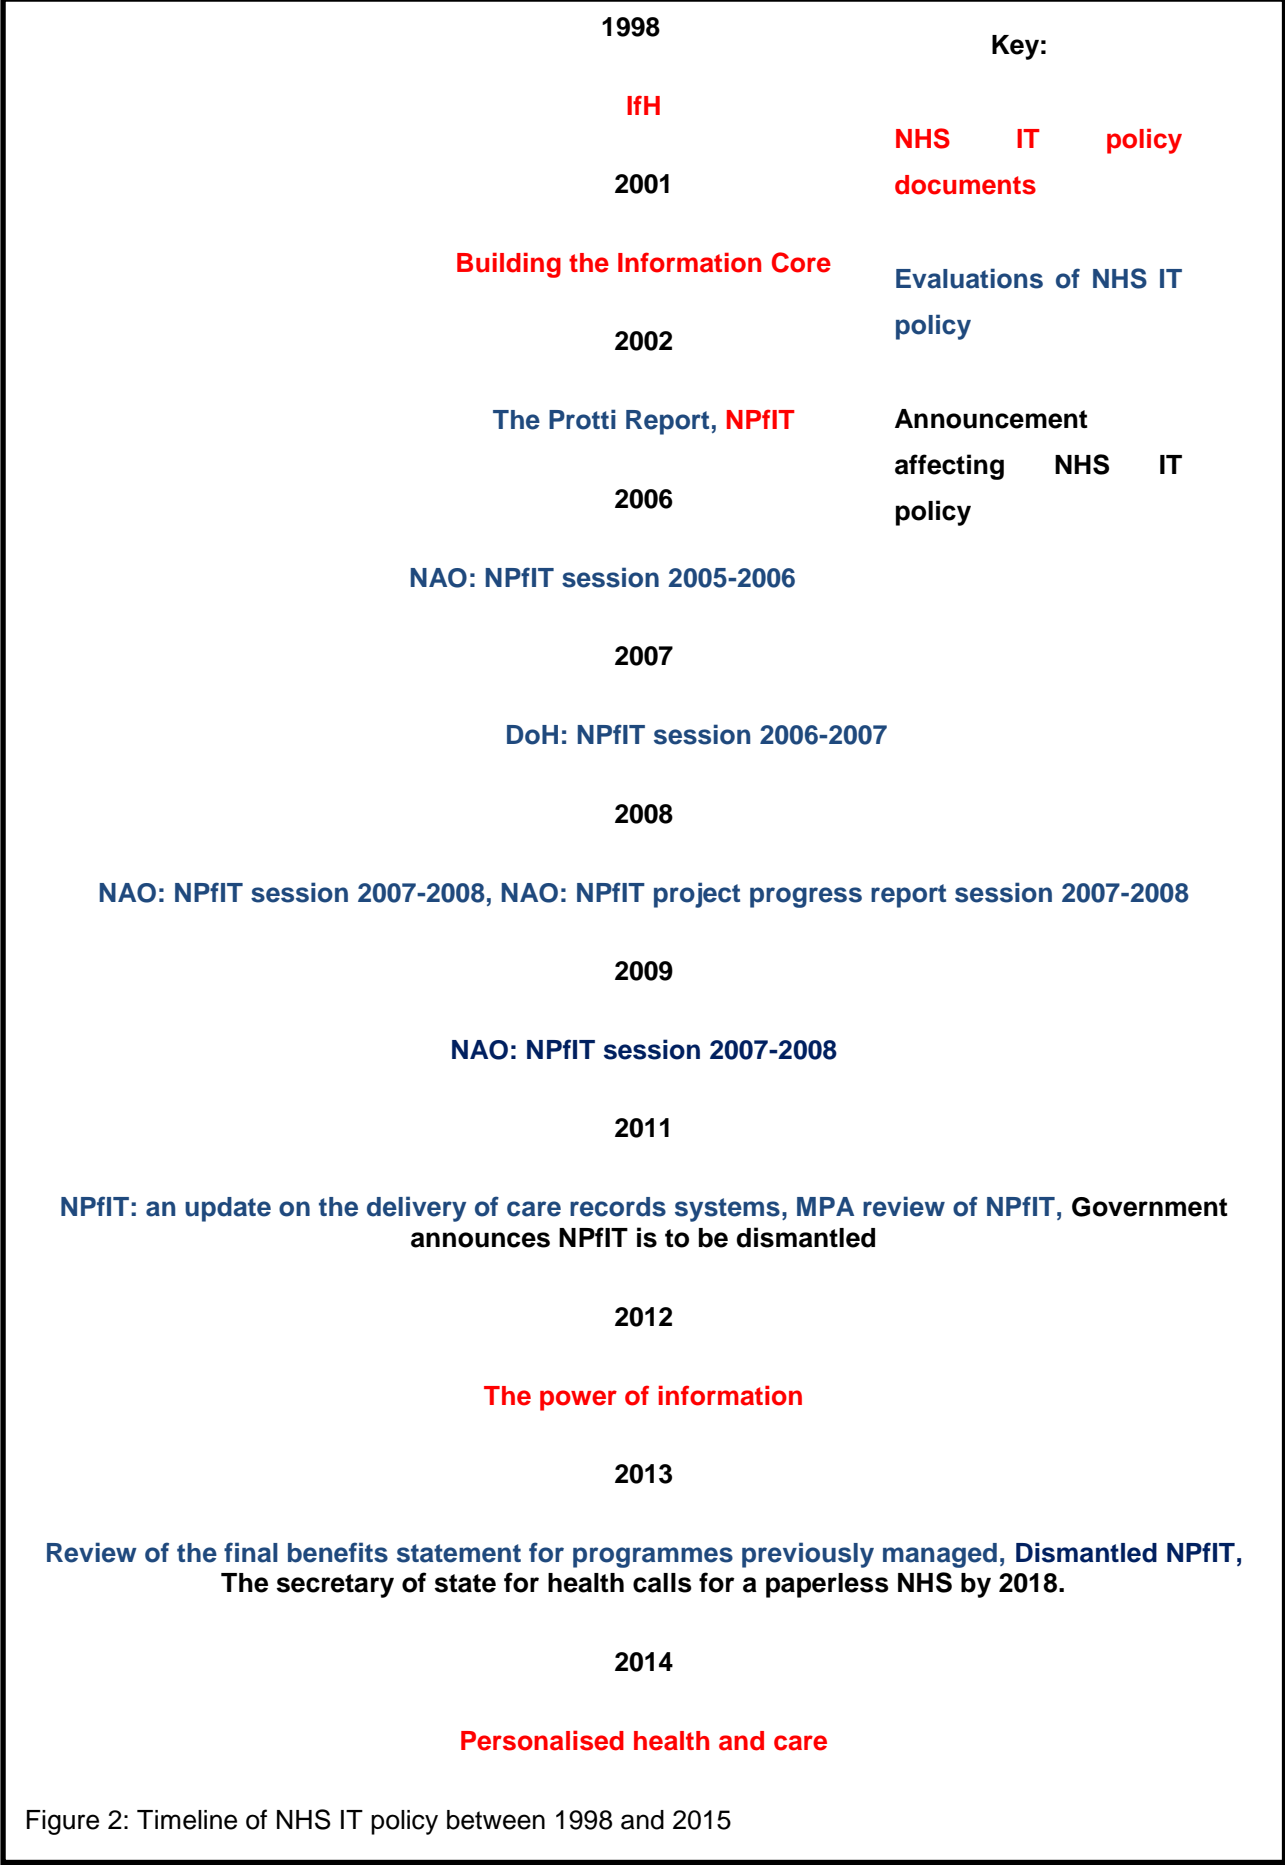 1998
IfH
2001
Building the Information Core
2002
The Protti Report, NPfIT
2006
NAO: NPfIT session 2005-2006
2007
DoH: NPfIT session 2006-2007
2008
NAO: NPfIT session 2007-2008, NAO: NPfIT project progress report session 2007-2008
2009
NAO: NPfIT session 2007-2008
2011
NPfIT: an update on the delivery of care records systems, MPA review of NPfIT, Government
announces NPfIT is to be dismantled
2012
The power of information
2013
Review of the final benefits statement for programmes previously managed, Dismantled NPfIT,
The secretary of state for health calls for a paperless NHS by 2018.
2014
Personalised health and care
Key:
NHS IT policy
documents
Evaluations of NHS IT
policy
Announcement
affecting NHS IT
policy
Figure 2: Timeline of NHS IT policy between 1998 and 2015